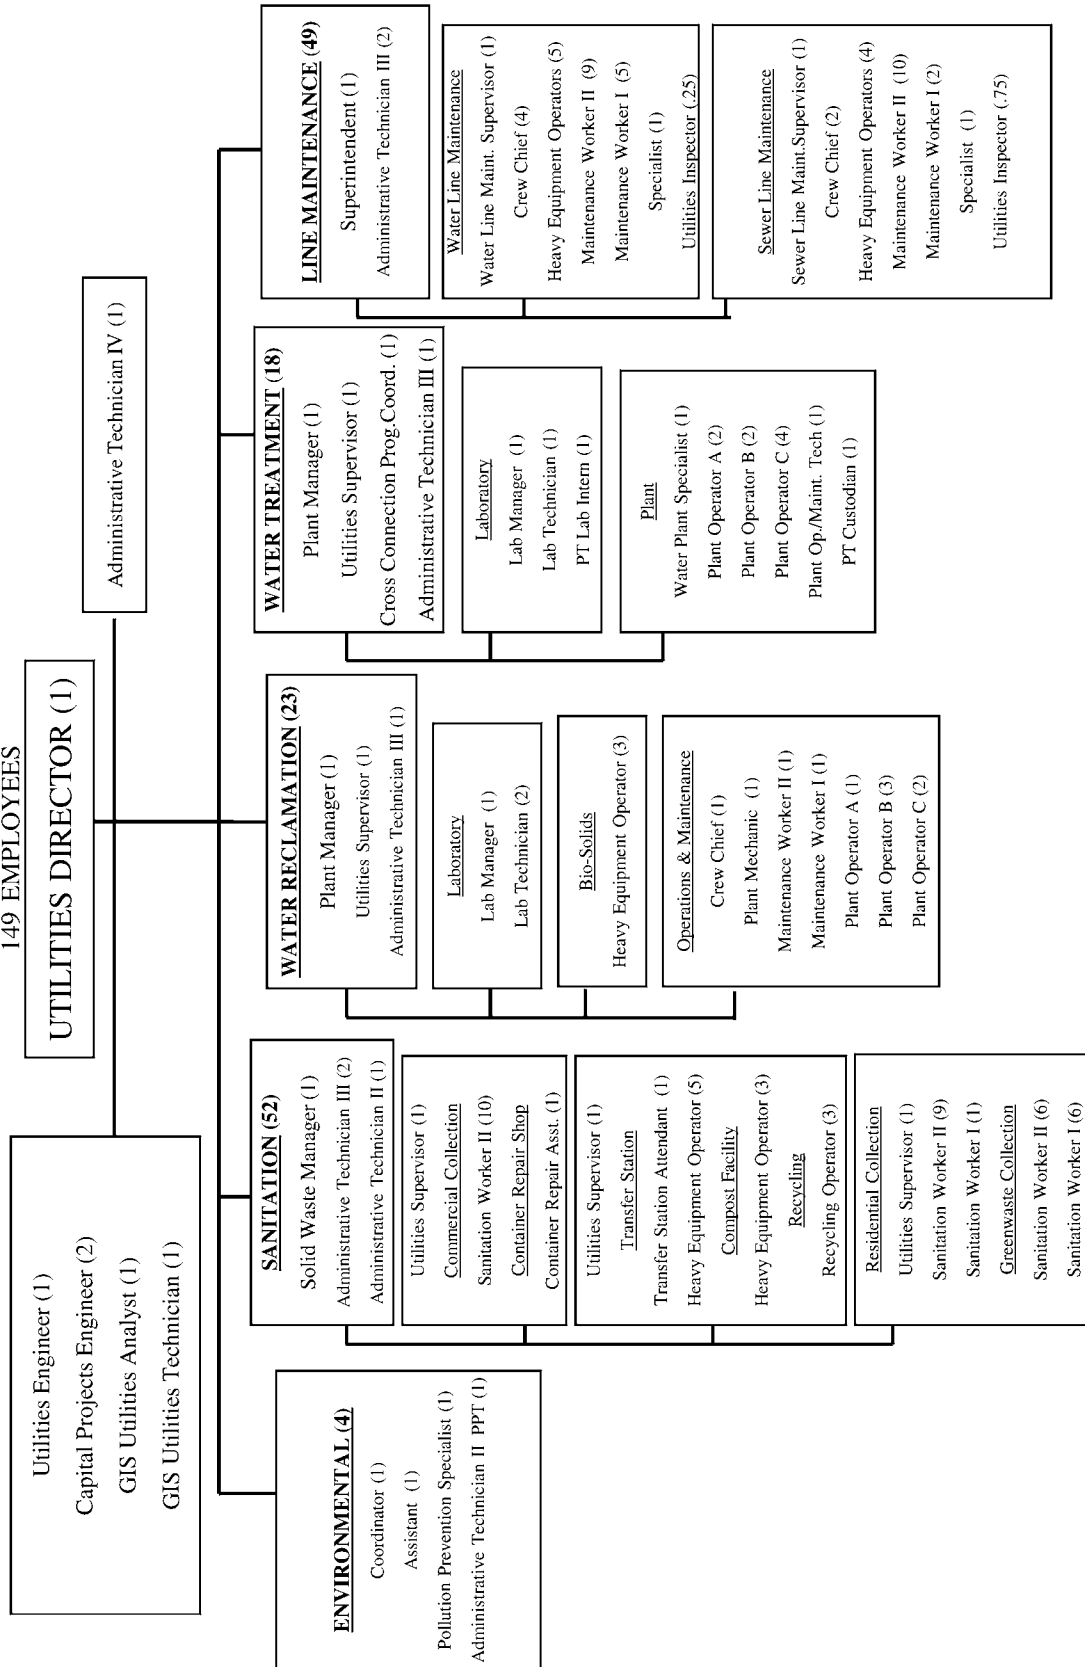 149 EMPLOYEES
UTILITIES DIRECTOR (1)
Utilities Engineer (1)
Capital Projects Engineer (2)
GIS Utilities Analyst (1)
GIS Utilities Technician (1)
Administrative Technician IV (1)
ENVIRONMENTAL (4)
Coordinator (1)
Assistant (1)
Pollution Prevention Specialist (1)
Administrative Technician II PPT (1)
SANITATION (52)
Solid Waste Manager (1)
Administrative Technician III (2)
Administrative Technician II (1)
Utilities Supervisor (1)
Commercial Collection
Sanitation Worker II (10)
Container Repair Shop
Container Repair Asst. (1)
Utilities Supervisor (1)
Transfer Station
Transfer Station Attendant (1)
Heavy Equipment Operator (5)
Compost Facility
Heavy Equipment Operator (3)
Recycling
Recycling Operator (3)
Residential Collection
Utilities Supervisor (1)
Sanitation Worker II (9)
Sanitation Worker I (1)
Greenwaste Collection
Sanitation Worker II (6)
Sanitation Worker I (6)
WATER RECLAMATION (23)
Plant Manager (1)
Utilities Supervisor (1)
Administrative Technician III (1)
Laboratory
Lab Manager (1)
Lab Technician (2)
Bio-Solids
Heavy Equipment Operator (3)
Operations & Maintenance
Crew Chief (1)
Plant Mechanic (1)
Maintenance Worker II (1)
Maintenance Worker I (1)
Plant Operator A (1)
Plant Operator B (3)
Plant Operator C (2)
WATER TREATMENT (18)
Plant Manager (1)
Utilities Supervisor (1)
Cross Connection Prog.Coord. (1)
Administrative Technician III (1)
Laboratory
Lab Manager (1)
Lab Technician (1)
PT Lab Intern (1)
Plant
Water Plant Specialist (1)
Plant Operator A (2)
Plant Operator B (2)
Plant Operator C (4)
Plant Op./Maint. Tech (1)
PT Custodian (1)
LINE MAINTENANCE (49)
Superintendent (1)
Administrative Technician III (2)
Water Line Maintenance
Water Line Maint. Supervisor (1)
Crew Chief (4)
Heavy Equipment Operators (5)
Maintenance Worker II (9)
Maintenance Worker I (5)
Specialist (1)
Utilities Inspector (.25)
Sewer Line Maintenance
Sewer Line Maint.Supervisor (1)
Crew Chief (2)
Heavy Equipment Operators (4)
Maintenance Worker II (10)
Maintenance Worker I (2)
Specialist (1)
Utilities Inspector (.75)